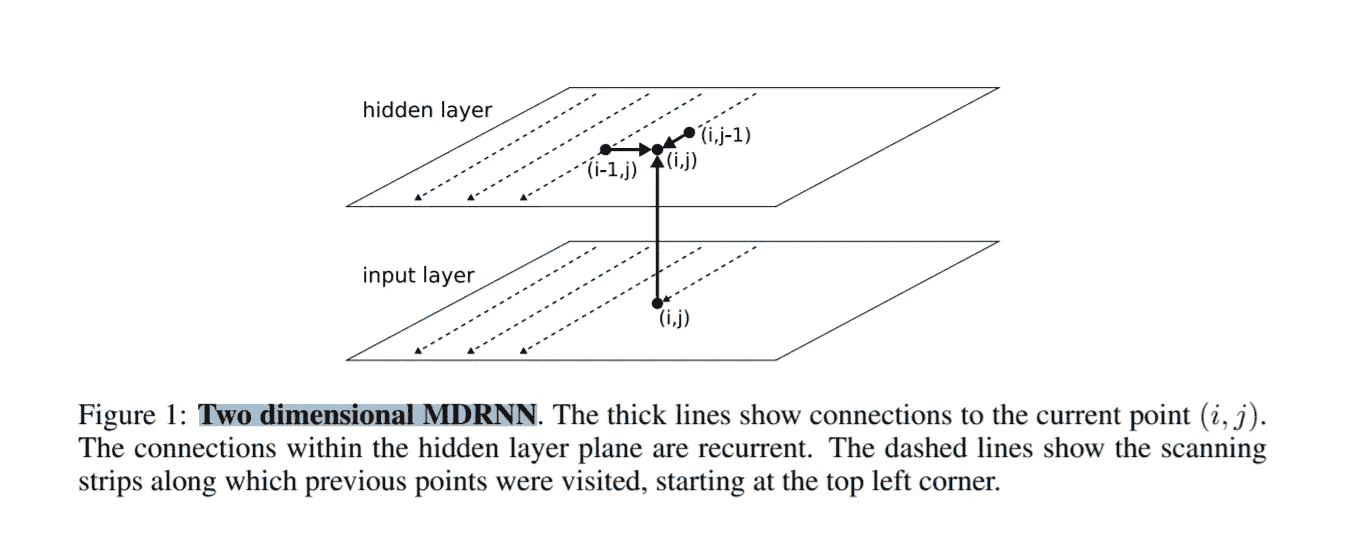 hidden layer
(i,j-1)
(i-1,j)
(i,j)
input layer
(i,j)
Figure 1: Two dimensional MDRNN. The thick lines show connections to the current point (i, j).
The connections within the hidden layer plane are recurrent. The dashed lines show the scanning
strips along which previous points were visited, starting at the top left corner.